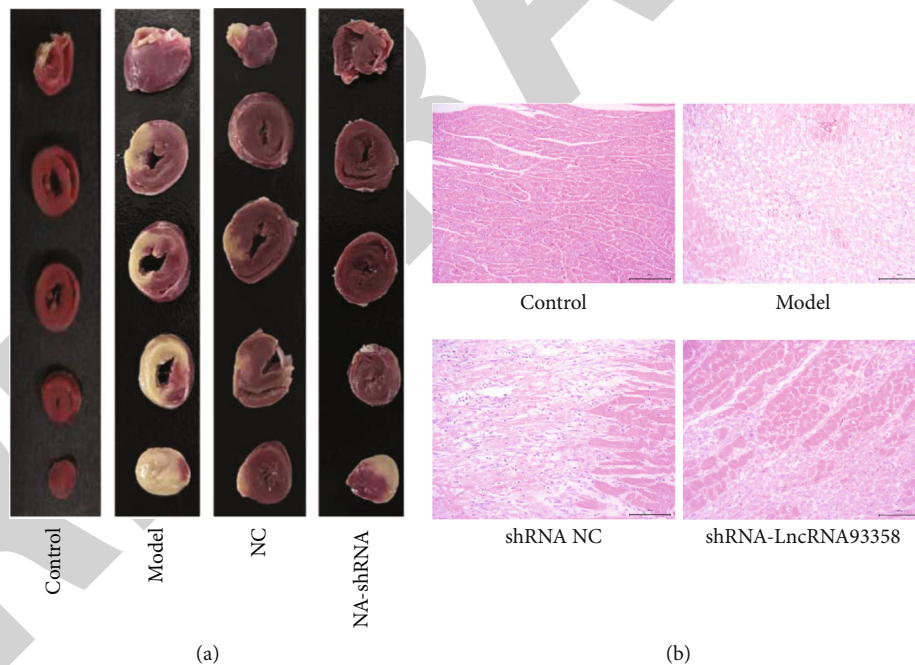 Control
Model
NC
NA-shRNA
(a)
Control
Model
shRNA NC
shRNA-LncRNA93358
(b)